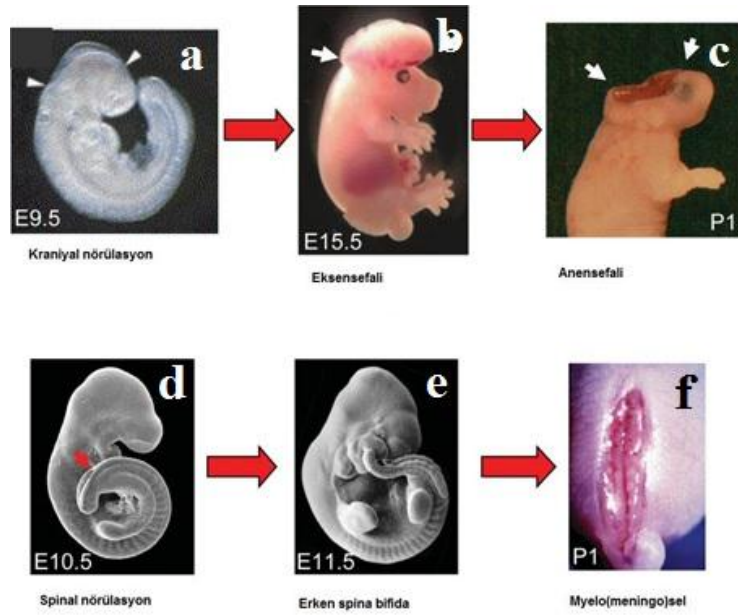 a
b
c
E9.5
E15.5
P1
Kraniyal nörülasyon
Eksensefali
Anensefali
d
e
f
E10.5
E11.5
P1
Spinal nörülasyon
Erken spina bifida
Myelo(meningo)sel